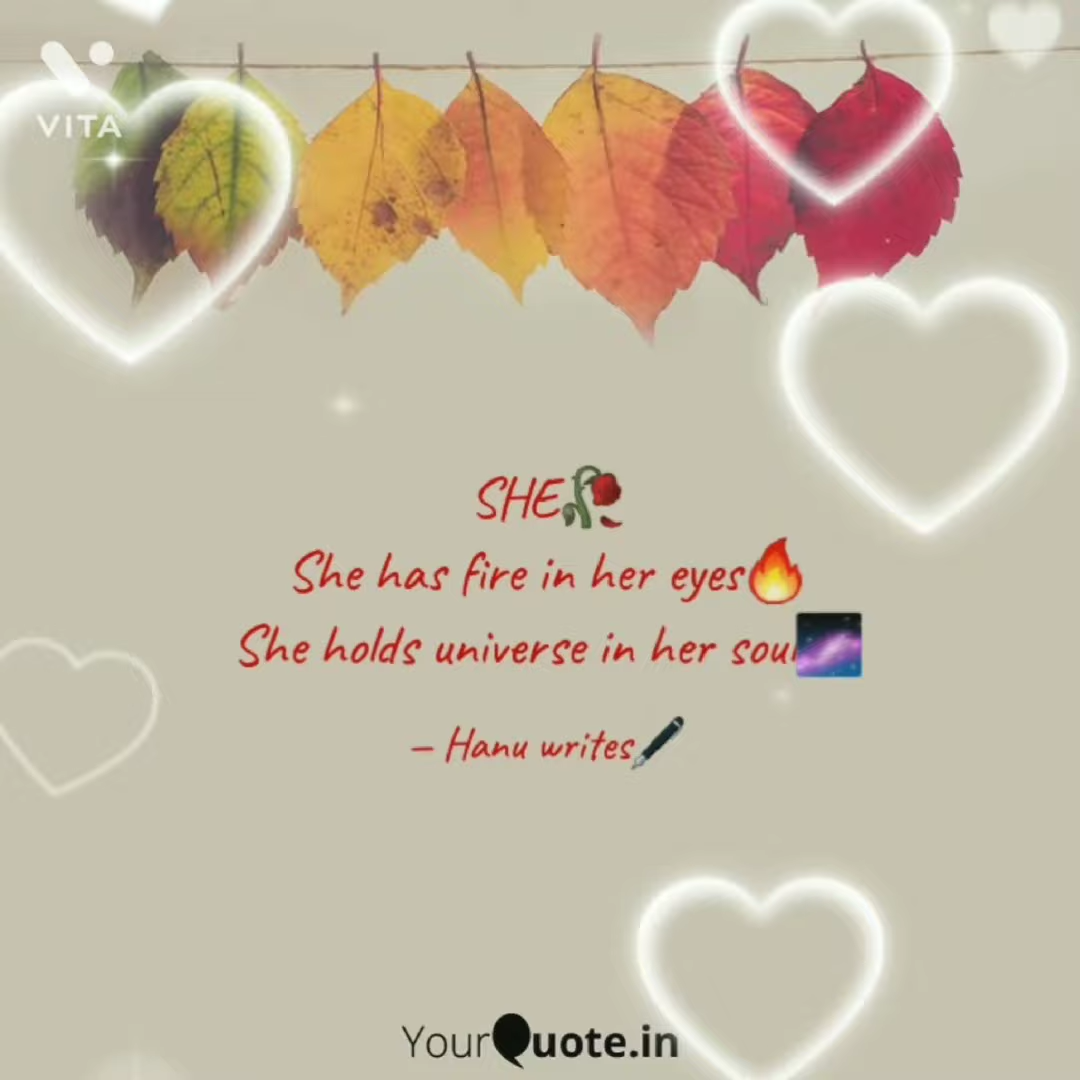 VITA
SHE🥀
She has fire in her eyes🔥
She holds universe in her soul🌌
– Hanu writes🖋️
YourQuote.in